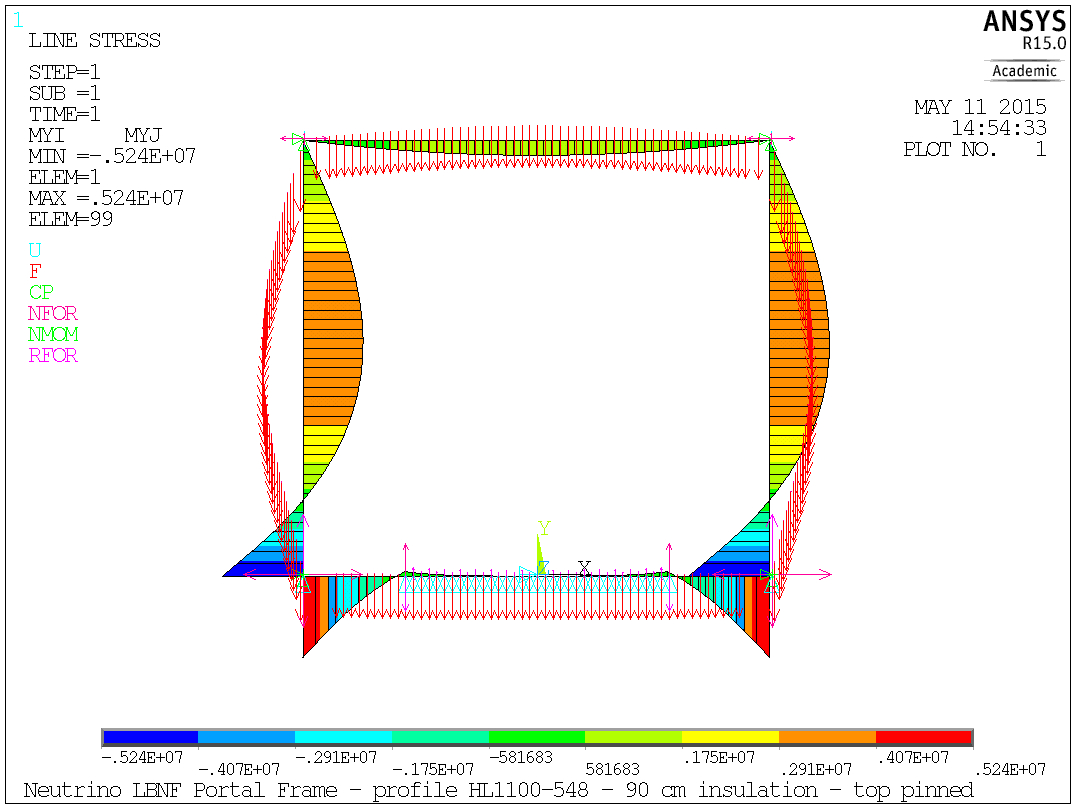 1
LINE STRESS
STEP=1
SUB =1
TIME=1
MYI MYJ
MIN =-.524E+07
ELEM=1
MAX =.524E+07
ELEM=99
U
F
CP
NFOR
NMOM
RFOR
ANSYS
R15.0
Academic
MAY 11 2015
14:54:33
PLOT NO. 1
Y
Z X
-.524E+07 -.291E+07 -581683 .175E+07 .407E+07
-.407E+07 -.175E+07 581683 .291E+07 .524E+07
Neutrino LBNF Portal Frame - profile HL1100-548 - 90 cm insulation - top pinned